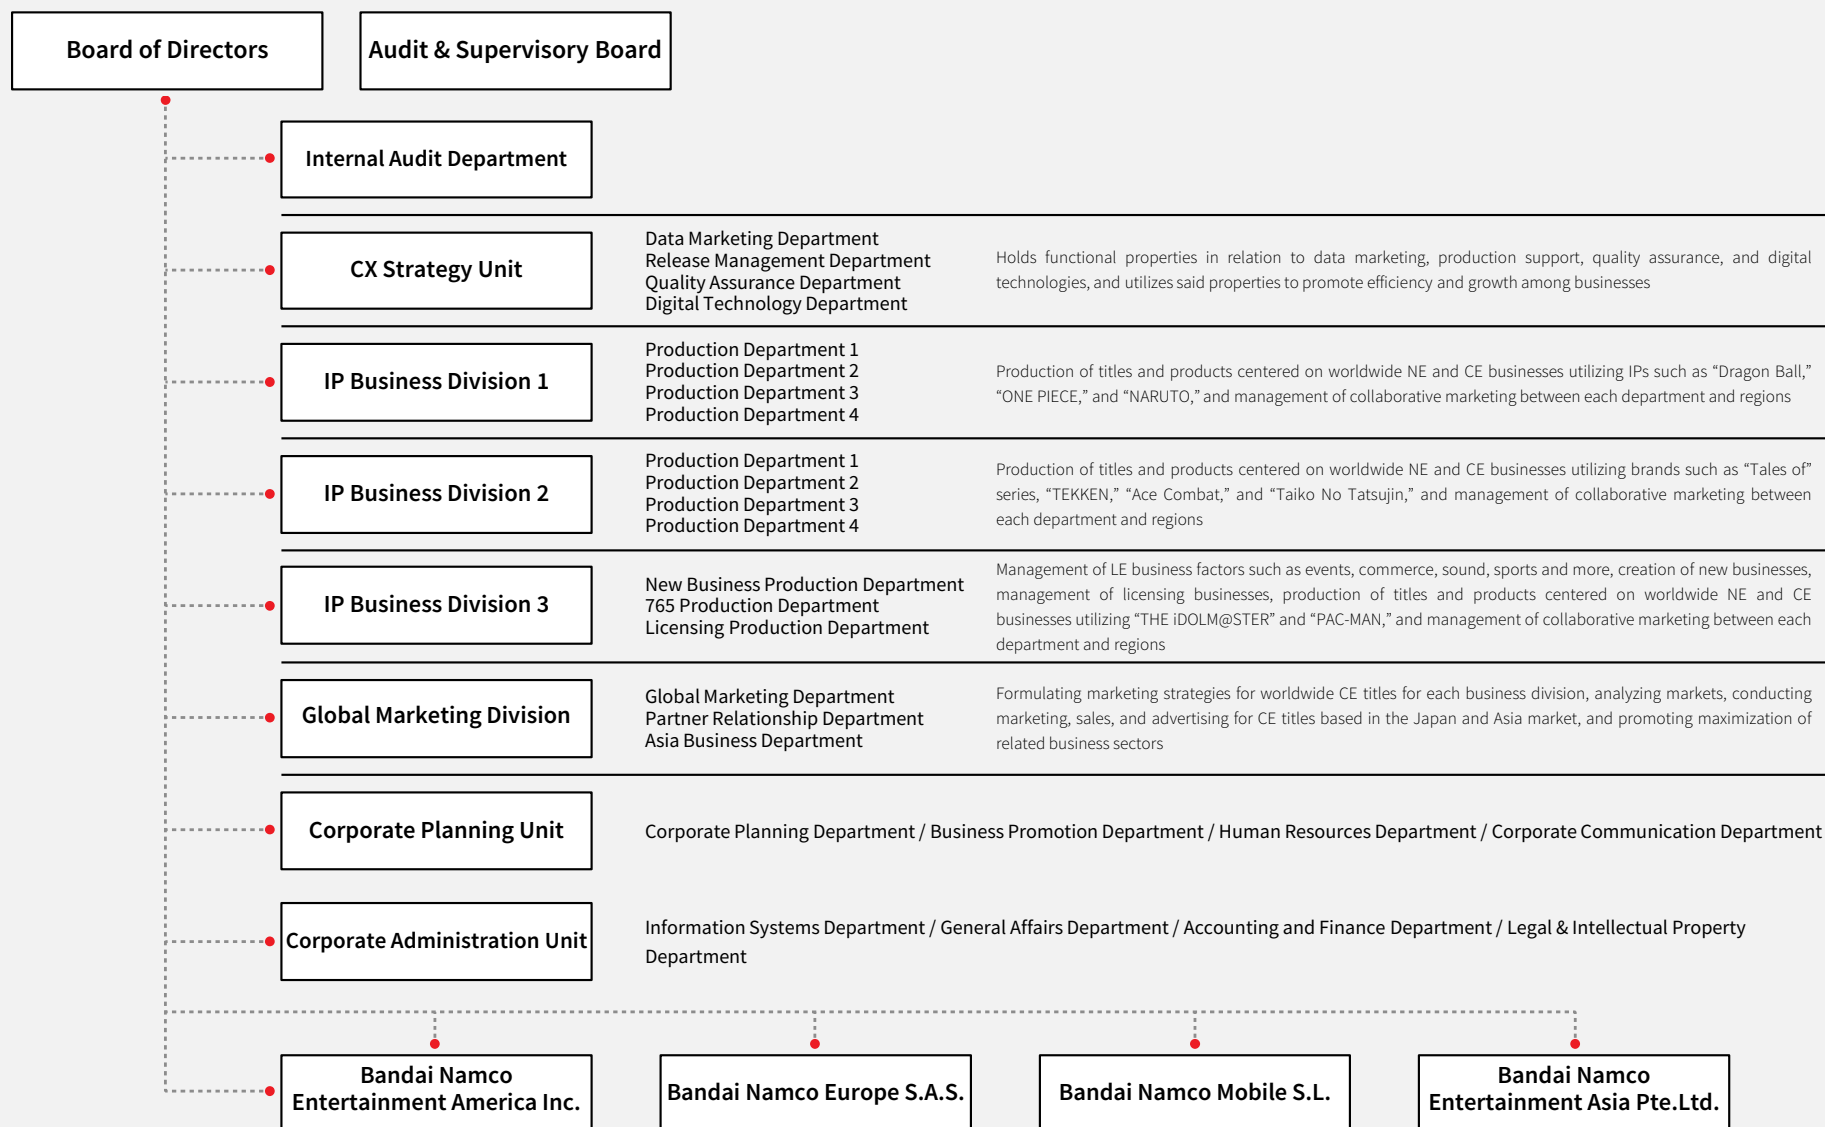 Board of Directors
Audit & Supervisory Board
Internal Audit Department
CX Strategy Unit
Data Marketing Department
Release Management Department
Quality Assurance Department
Digital Technology Department
Holds functional properties in relation to data marketing, production support, quality assurance, and digital
technologies, and utilizes said properties to promote efficiency and growth among businesses
IP Business Division 1
Production Department 1
Production Department 2
Production Department 3
Production Department 4
Production of titles and products centered on worldwide NE and CE businesses utilizing IPs such as “Dragon Ball,”
“ONE PIECE,” and “NARUTO,” and management of collaborative marketing between each department and regions
IP Business Division 2
Production Department 1
Production Department 2
Production Department 3
Production Department 4
Production of titles and products centered on worldwide NE and CE businesses utilizing brands such as “Tales of”
series, “TEKKEN,” “Ace Combat,” and “Taiko No Tatsujin,” and management of collaborative marketing between
each department and regions
IP Business Division 3
New Business Production Department
765 Production Department
Licensing Production Department
Management of LE business factors such as events, commerce, sound, sports and more, creation of new businesses,
management of licensing businesses, production of titles and products centered on worldwide NE and CE
businesses utilizing “THE iDOLM@STER” and “PAC-MAN,” and management of collaborative marketing between each
department and regions
Global Marketing Division
Global Marketing Department
Partner Relationship Department
Asia Business Department
Formulating marketing strategies for worldwide CE titles for each business division, analyzing markets, conducting
marketing, sales, and advertising for CE titles based in the Japan and Asia market, and promoting maximization of
related business sectors
Corporate Planning Unit
Corporate Planning Department / Business Promotion Department / Human Resources Department / Corporate Communication Department
Corporate Administration Unit
Information Systems Department / General Affairs Department / Accounting and Finance Department / Legal & Intellectual Property
Department
Bandai Namco
Entertainment America Inc.
Bandai Namco Europe S.A.S.
Bandai Namco Mobile S.L.
Bandai Namco
Entertainment Asia Pte.Ltd.